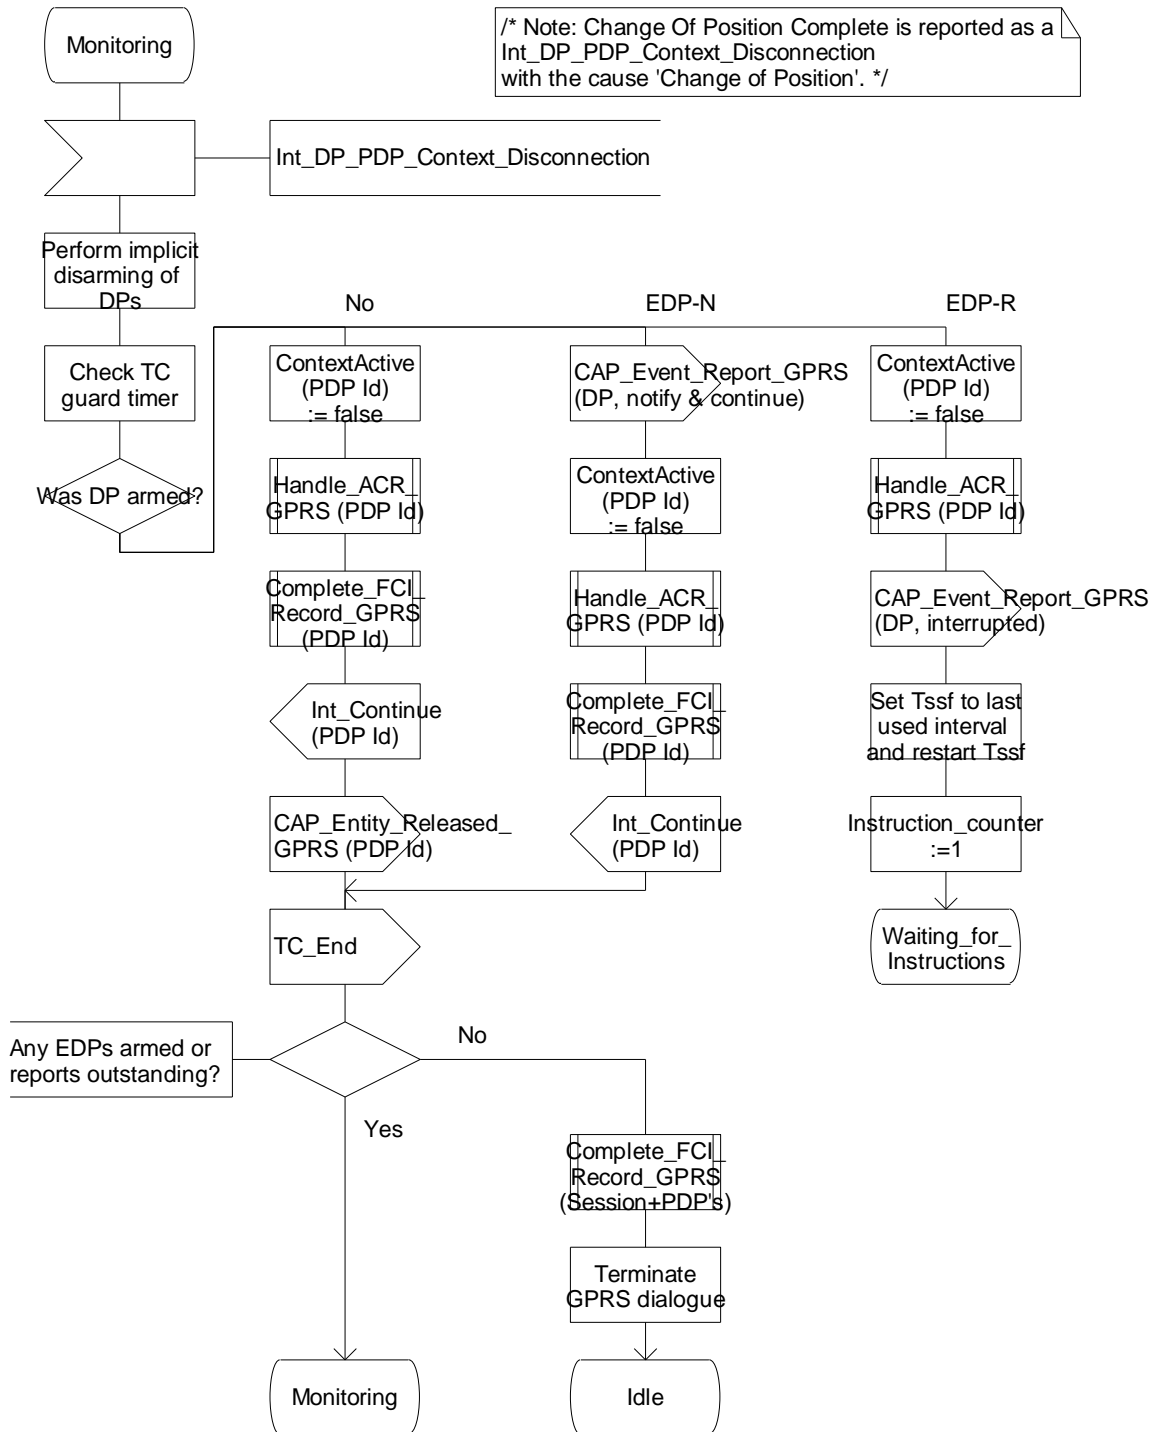 Monitoring
/* Note: Change Of Position Complete is reported as a
Int_DP_PDP_Context_Disconnection
with the cause 'Change of Position'. */
Int_DP_PDP_Context_Disconnection
Perform implicit
disarming of
DPs
Check TC
guard timer
Was DP armed?
No
ContextActive
(PDP Id)
:= false
Handle_ACR_
GPRS (PDP Id)
Complete_FCI_
Record_GPRS
(PDP Id)
Int_Continue
(PDP Id)
CAP_Entity_Released_
GPRS (PDP Id)
EDP-N
CAP_Event_Report_GPRS
(DP, notify & continue)
ContextActive
(PDP Id)
:= false
Handle_ACR_
GPRS (PDP Id)
Complete_FCI_
Record_GPRS
(PDP Id)
Int_Continue
(PDP Id)
EDP-R
ContextActive
(PDP Id)
:= false
Handle_ACR_
GPRS (PDP Id)
CAP_Event_Report_GPRS
(DP, interrupted)
Set Tssf to last
used interval
and restart Tssf
Instruction_counter
:=1
Waiting_for_
Instructions
TC_End
Any EDPs armed or
reports outstanding?
No
Yes
Complete_FCI_
Record_GPRS
(Session+PDP's)
Terminate
GPRS dialogue
Monitoring
Idle